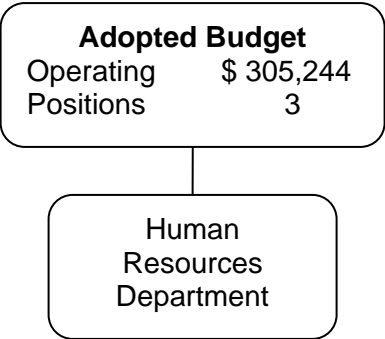 Adopted Budget
Operating $ 305,244
Positions 3
Human
Resources
Department